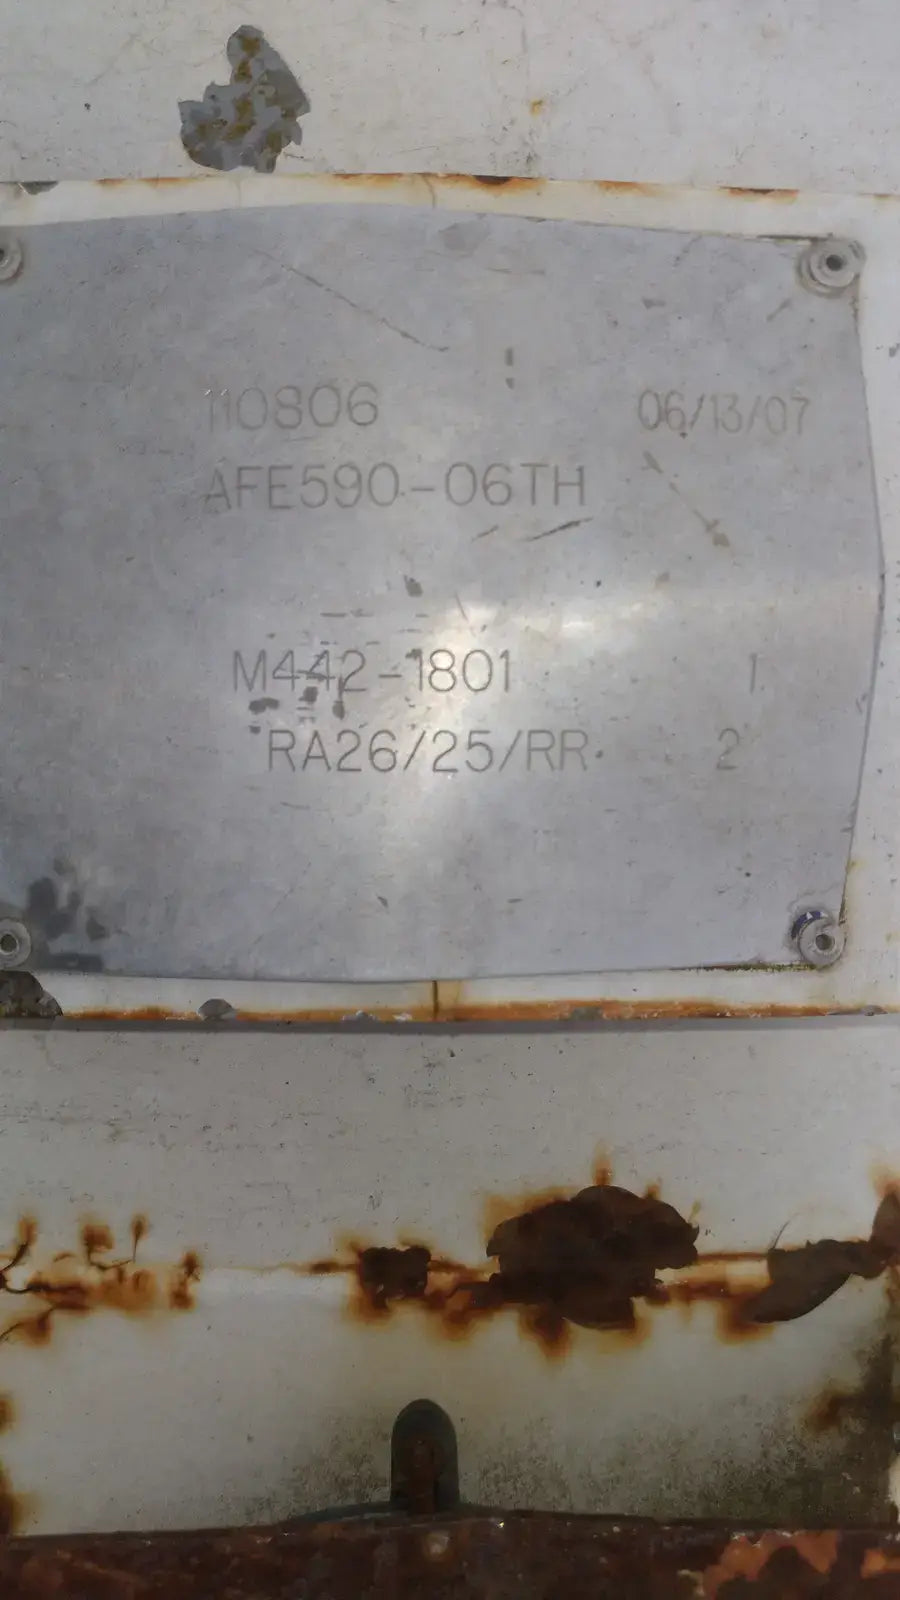 110806 06/13/07
AFE590-06TH
M442-1801 1
RA26/25/RR 2